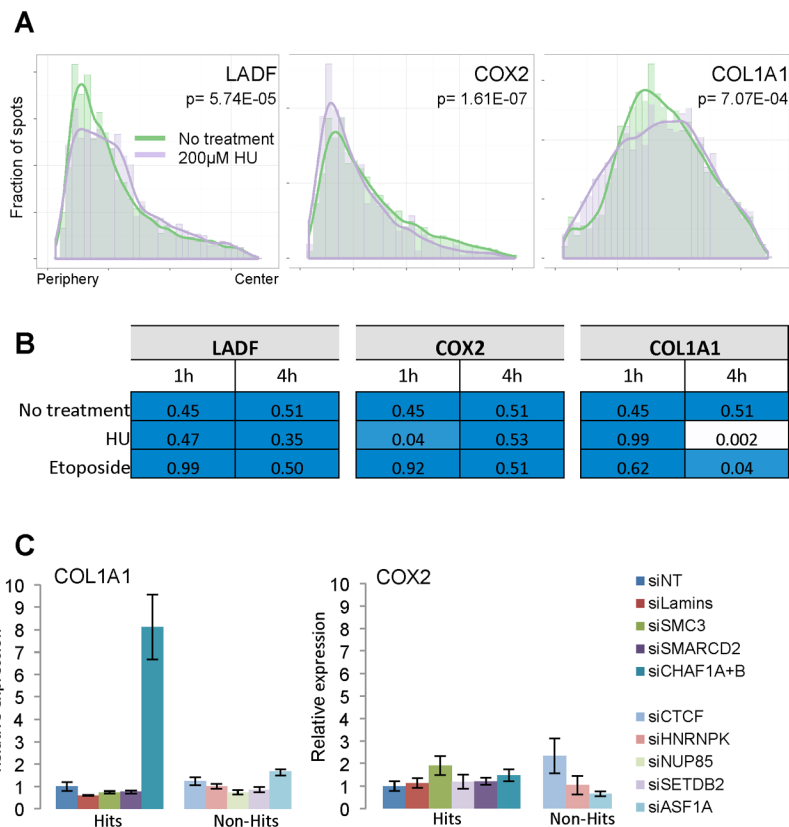 A
LADF
p= 5.74E-05
No treatment
200µM HU
COX2
p= 1.61E-07
COL1A1
p= 7.07E-04
Fraction of spots
Periphery
Center
B
LADF COX2 COL1A1
1h 4h 1h 4h 1h 4h
No treatment 0.45 0.51 0.45 0.51 0.45 0.51
HU 0.47 0.35 0.04 0.53 0.99 0.002
Etoposide 0.99 0.50 0.92 0.51 0.62 0.04
C
COL1A1
10
9
8
7
6
5
4
3
2
1
0
Hits
Non-Hits
COX2
Relative expression
10
9
8
7
6
5
4
3
2
1
0
Hits
Non-Hits
siNT
siLamins
siSMC3
siSMARCD2
siCHAF1A+B
siCTCF
siHNRNPK
siNUP85
siSETDB2
siASF1A